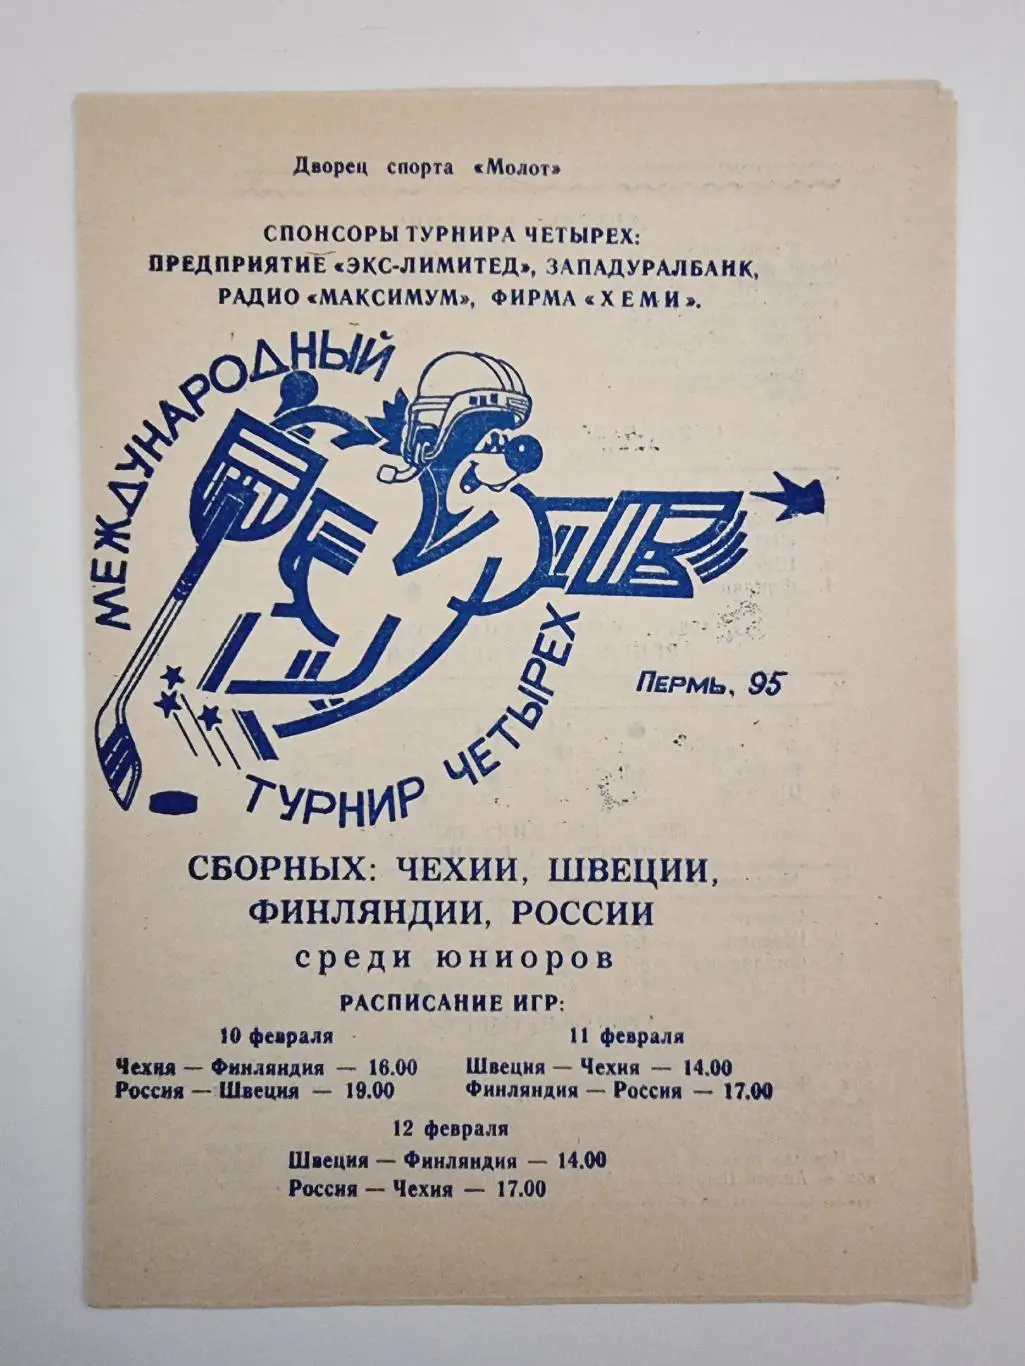 Дворец спорта «Молот»
СПОНСОРЫ ТУРНИРА ЧЕТЫРЕХ:
ПРЕДПРИЯТИЕ «ЭКС-ЛИМИТЕД», ЗАПАДУРАЛБАНК,
РАДИО «МАКСИМУМ», ФИРМА «ХЕМИ».
МЕЖДУНАРОДНЫЙ
ТУРНИР ЧЕТЫРЕХ
ПЕРМЬ, 95
СБОРНЫХ: ЧЕХИИ, ШВЕЦИИ,
ФИНЛЯНДИИ, РОССИИ
среди юниоров
РАСПИСАНИЕ ИГР:
10 февраля
Чехия — Финляндия — 16.00
Россия — Швеция — 19.00
11 февраля
Швеция — Чехия — 14.00
Финляндия — Россия — 17.00
12 февраля
Швеция — Финляндия — 14.00
Россия — Чехия — 17.00